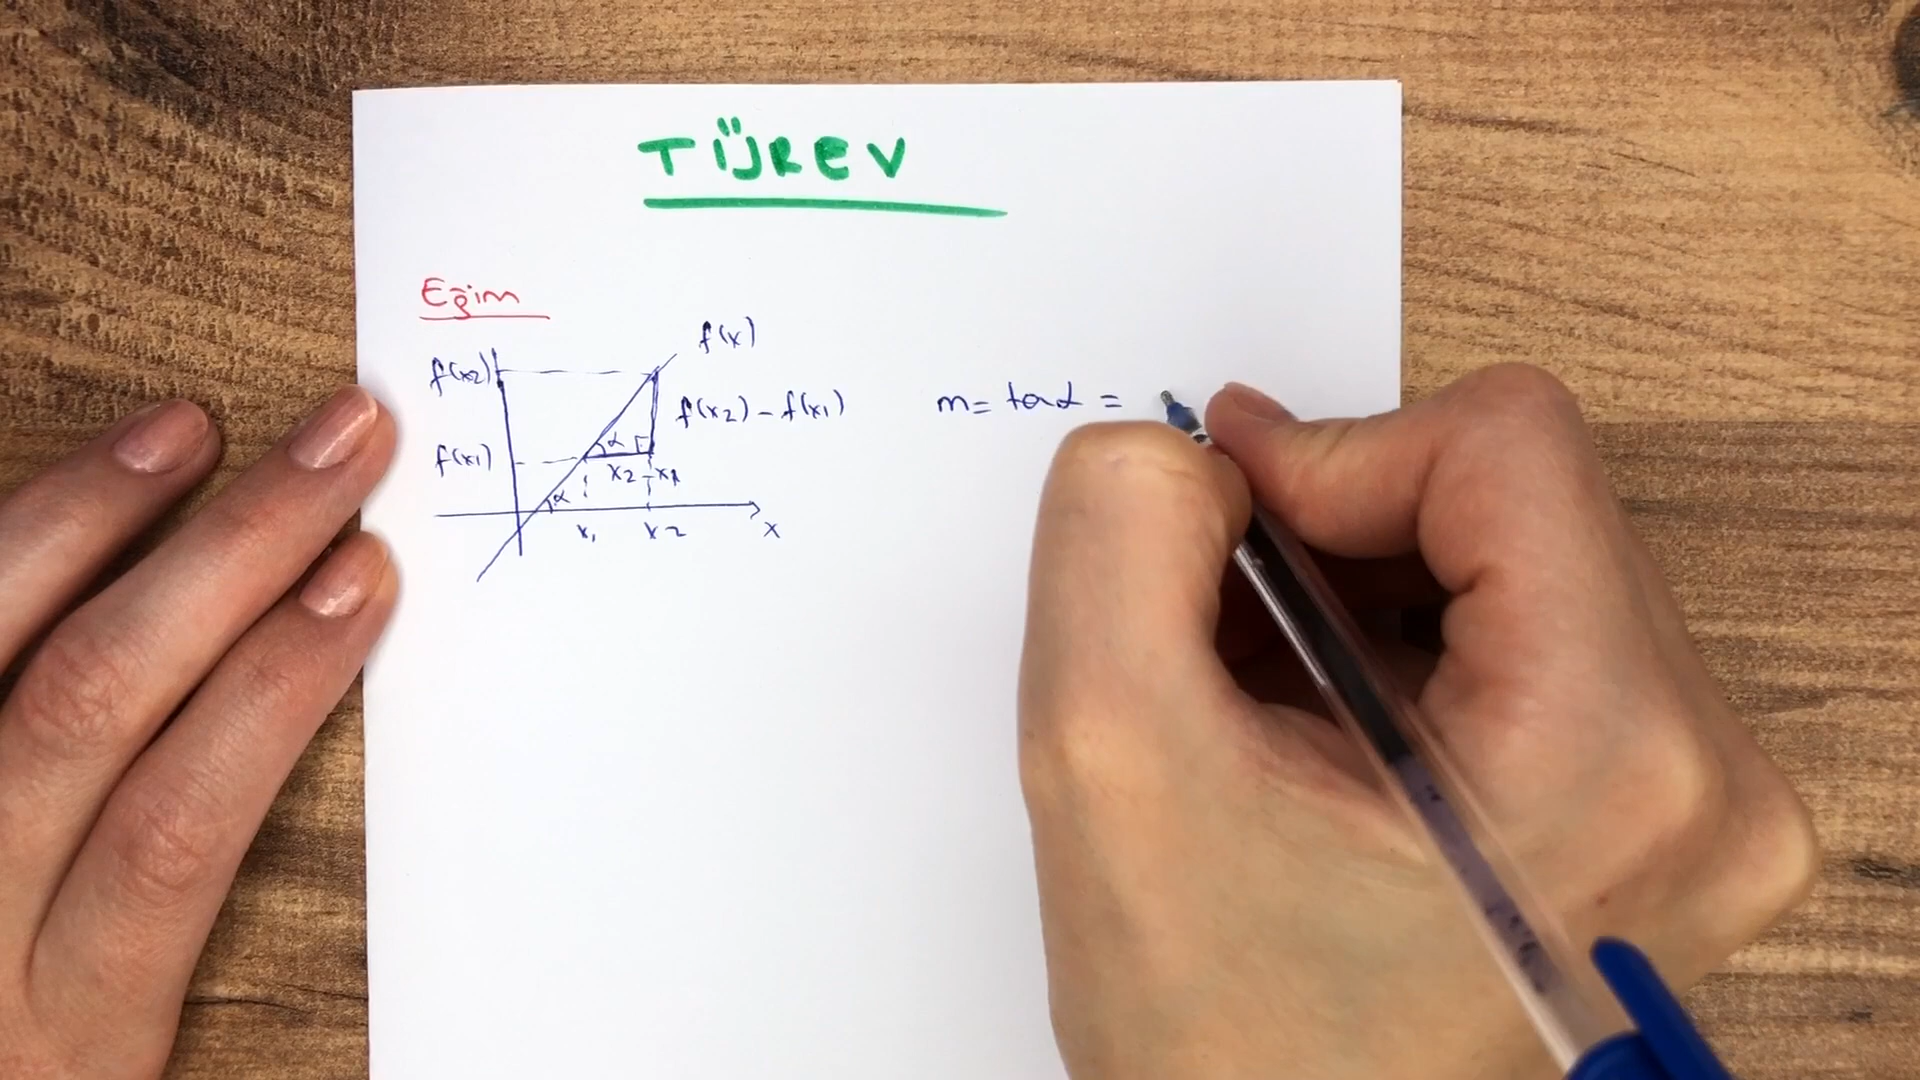 TÜREV
Eğim
f(x)
f(x2)
f(x2) - f(x1) m = tanα =
α
f(x1)
x2 - x1
α
x1 x2 x